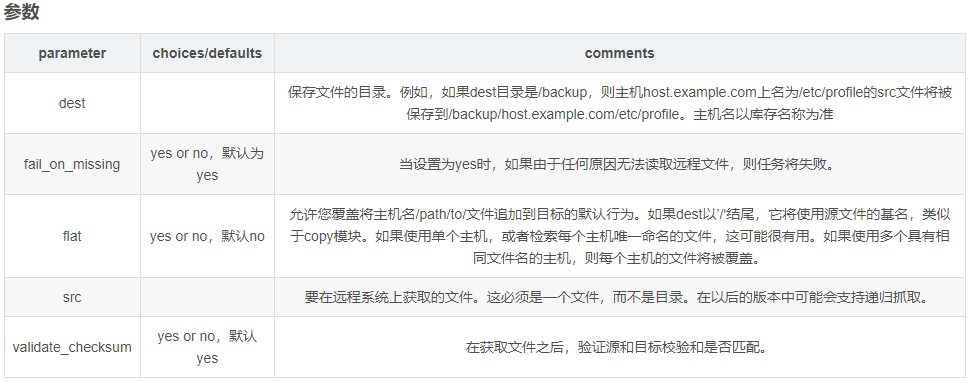 参数
parameter choices/defaults comments
dest 保存文件的目录。例如，如果dest目录是/backup，则主机host.example.com上名为/etc/profile的src文件将被
保存到/backup/host.example.com/etc/profile。主机名以库存名称为准
fail_on_missing yes or no，默认为
yes 当设置为yes时，如果由于任何原因无法读取远程文件，则任务将失败。
flat yes or no，默认no 允许您覆盖将主机名/path/to/文件追加到目标的默认行为。如果dest以'/'结尾，它将使用源文件的基名，类似
于copy模块。如果使用单个主机，或者检索每个主机唯一命名的文件，这可能很有用。如果使用多个具有相
同文件名的主机，则每个主机的文件将被覆盖。
src 要在远程系统上获取的文件。这必须是一个文件，而不是目录。在以后的版本中可能会支持递归抓取。
validate_checksum yes or no，默认
yes 在获取文件之后，验证源和目标校验和是否匹配。